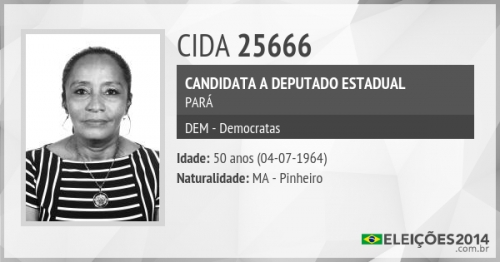 CIDA 25666
CANDIDATA A DEPUTADO ESTADUAL
PARÁ
DEM - Democratas
Idade: 50 anos (04-07-1964)
Naturalidade: MA - Pinheiro
ELEIÇÕES2014
.com.br